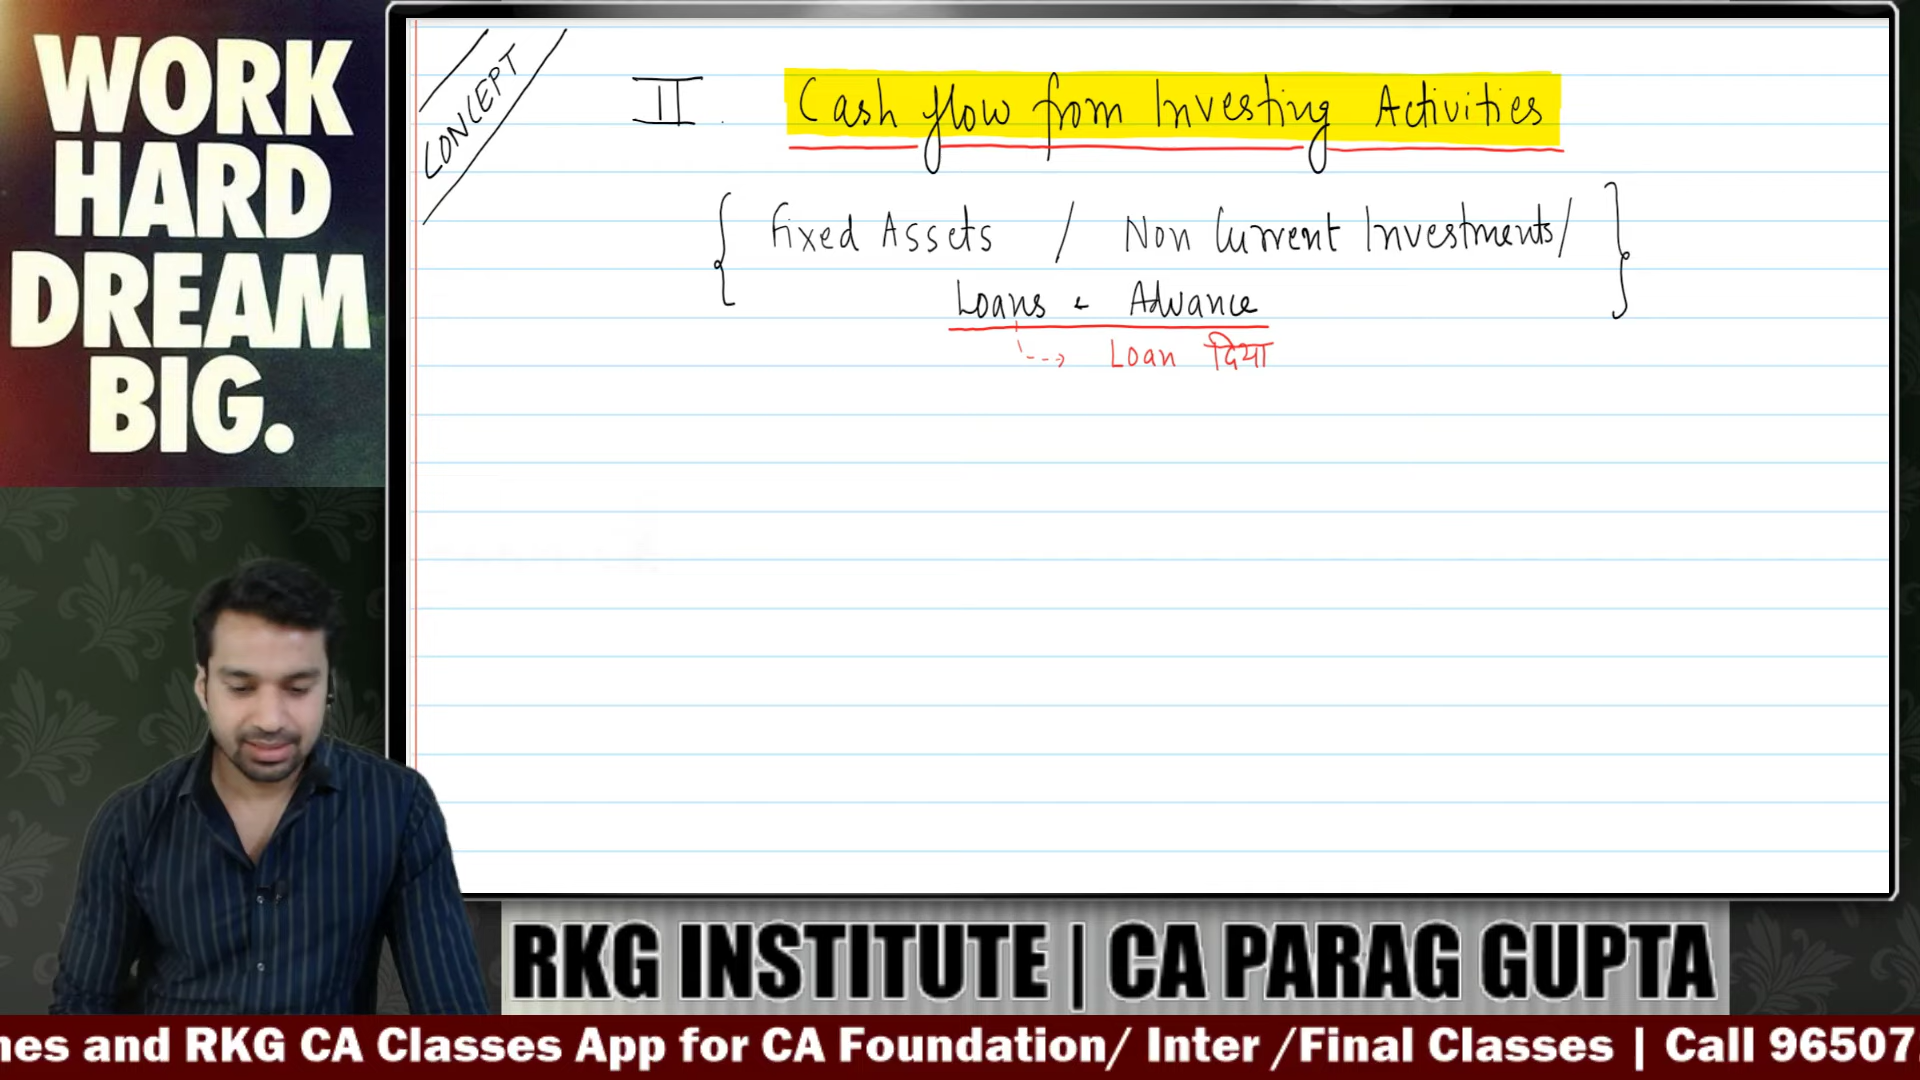 WORK
HARD
DREAM
BIG.
CONCEPT
II. Cash flow from Investing Activities
{ Fixed Assets / Non Current Investments/ }
Loans & Advance
Loan दिया
RKG INSTITUTE | CA PARAG GUPTA
nes and RKG CA Classes App for CA Foundation/ Inter /Final Classes | Call 96507